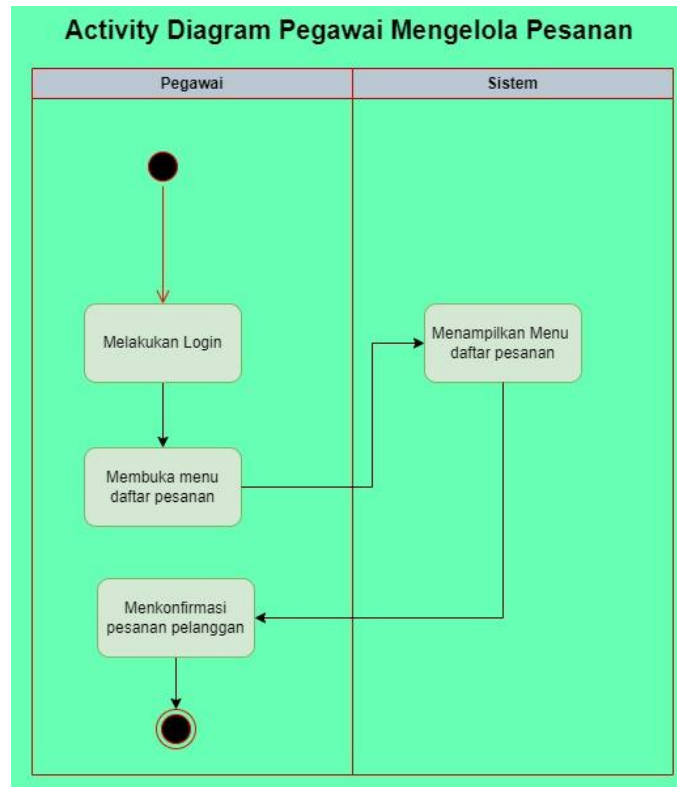 Activity Diagram Pegawai Mengelola Pesanan
Pegawai
Sistem
Melakukan Login
Menampilkan Menu
daftar pesanan
Membuka menu
daftar pesanan
Menkonfirmasi
pesanan pelanggan